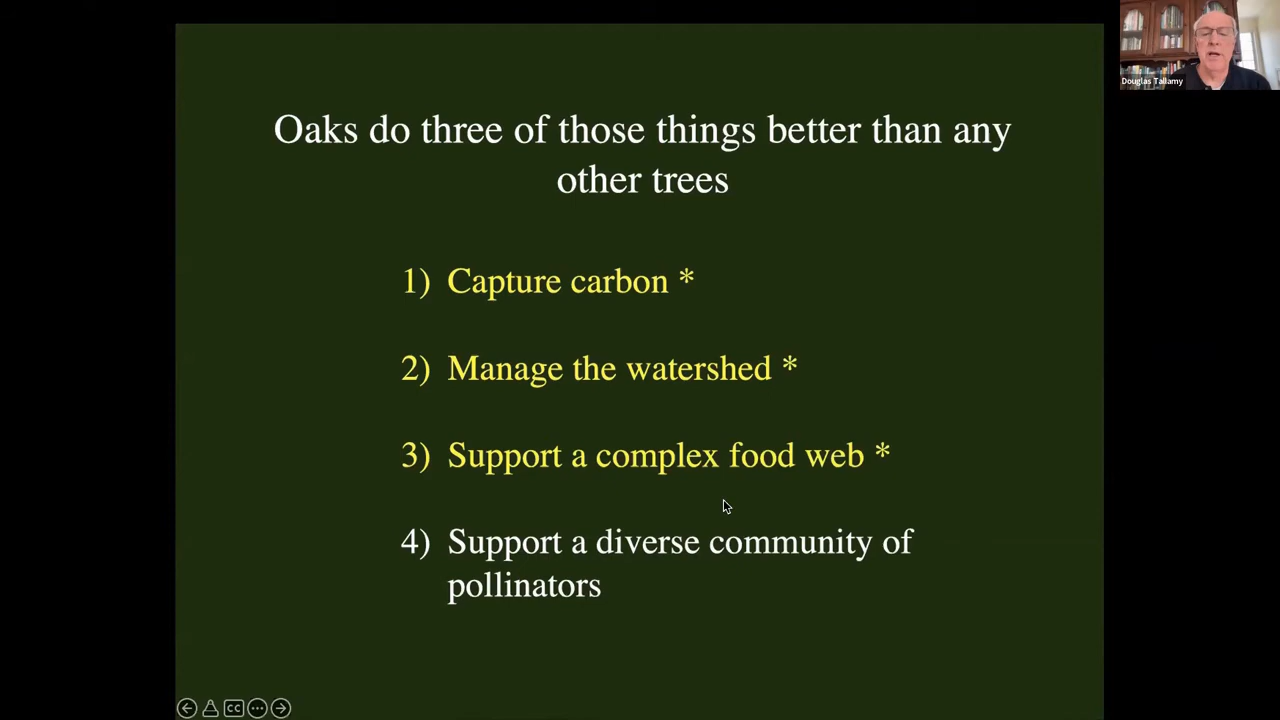 Douglas Tallamy
Oaks do three of those things better than any
other trees
1) Capture carbon *
2) Manage the watershed *
3) Support a complex food web *
4) Support a diverse community of
pollinators
CC